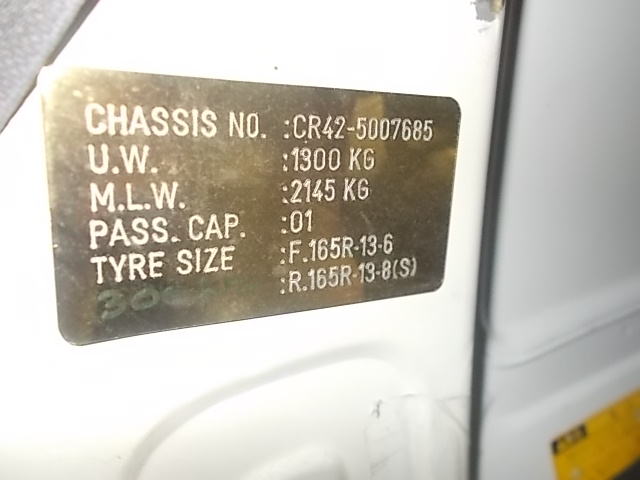 CHASSIS NO. :CR42-5007685
U.W. :1300 KG
M.L.W. :2145 KG
PASS. CAP. :01
TYRE SIZE :F.165R-13-6
:R.165R-13-8(S)